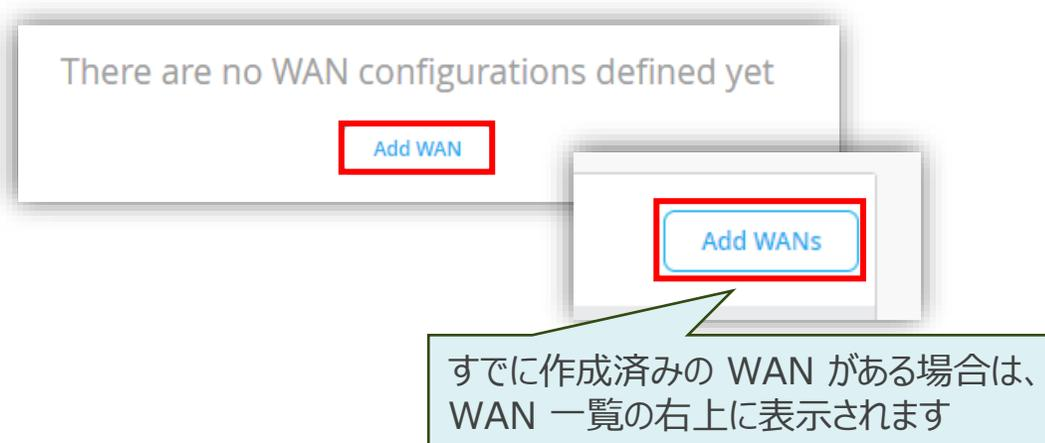 There are no WAN configurations defined yet
Add WAN
Add WANs
すでに作成済みの WAN がある場合は、
WAN 一覧の右上に表示されます